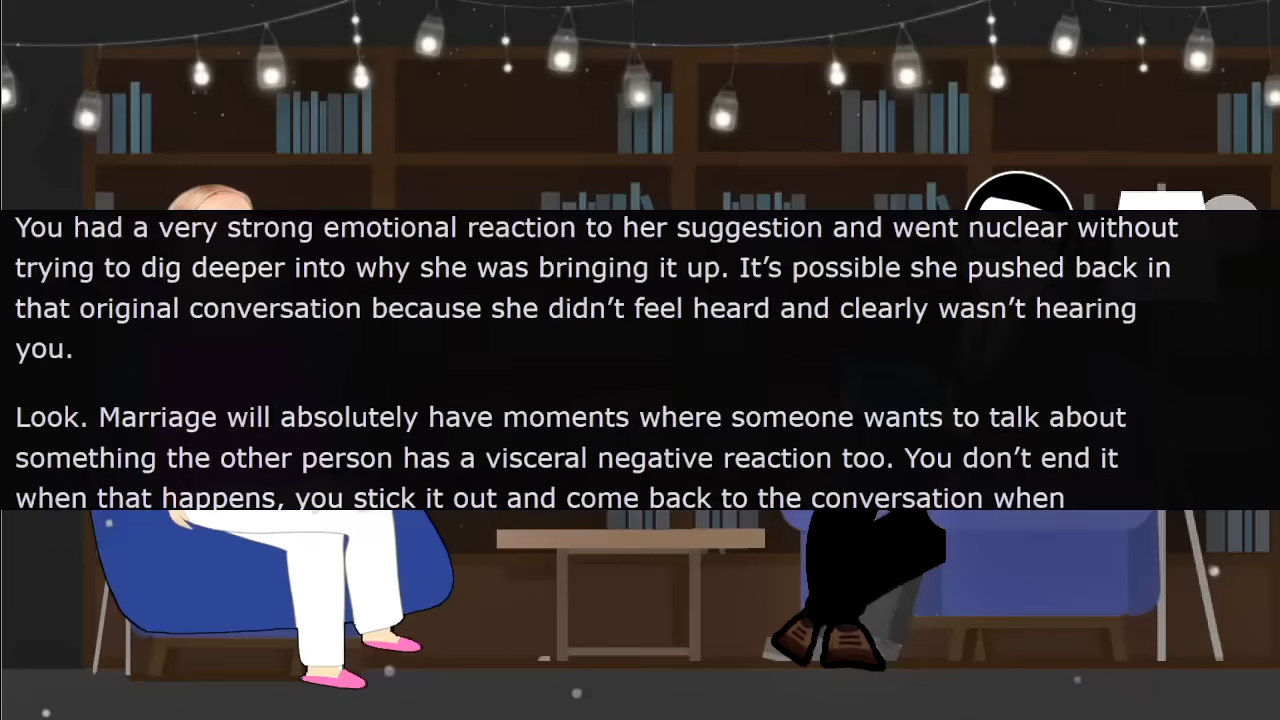 You had a very strong emotional reaction to her suggestion and went nuclear without
trying to dig deeper into why she was bringing it up. It’s possible she pushed back in
that original conversation because she didn’t feel heard and clearly wasn’t hearing
you.
Look. Marriage will absolutely have moments where someone wants to talk about
something the other person has a visceral negative reaction too. You don’t end it
when that happens, you stick it out and come back to the conversation when